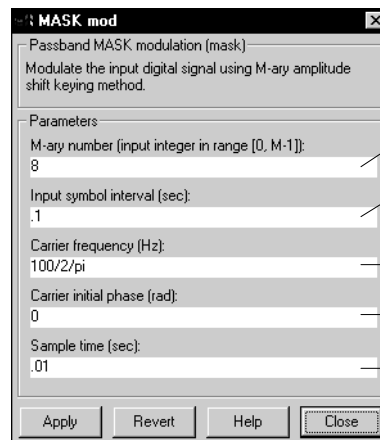 MASK mod
Passband MASK modulation (mask)
Modulate the input digital signal using M-ary amplitude
shift keying method.
Parameters
M-ary number (input integer in range [0, M-1]):
8
Input symbol interval (sec):
.1
Carrier frequency (Hz):
100/2/pi
Carrier initial phase (rad):
0
Sample time (sec):
.01
Apply Revert Help Close